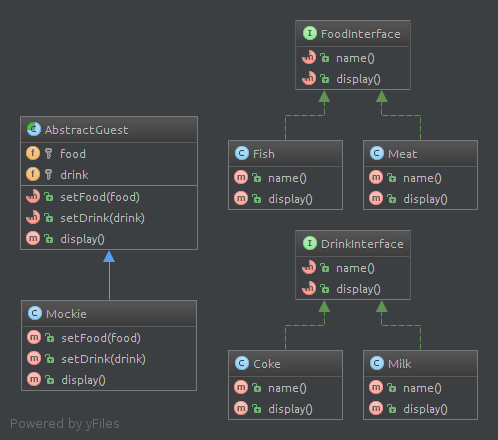 FoodInterface
name()
display()
Fish
name()
display()
Meat
name()
display()
AbstractGuest
food
drink
setFood(food)
setDrink(drink)
display()
Mockie
setFood(food)
setDrink(drink)
display()
DrinkInterface
name()
display()
Coke
name()
display()
Milk
name()
display()
Powered by yFiles